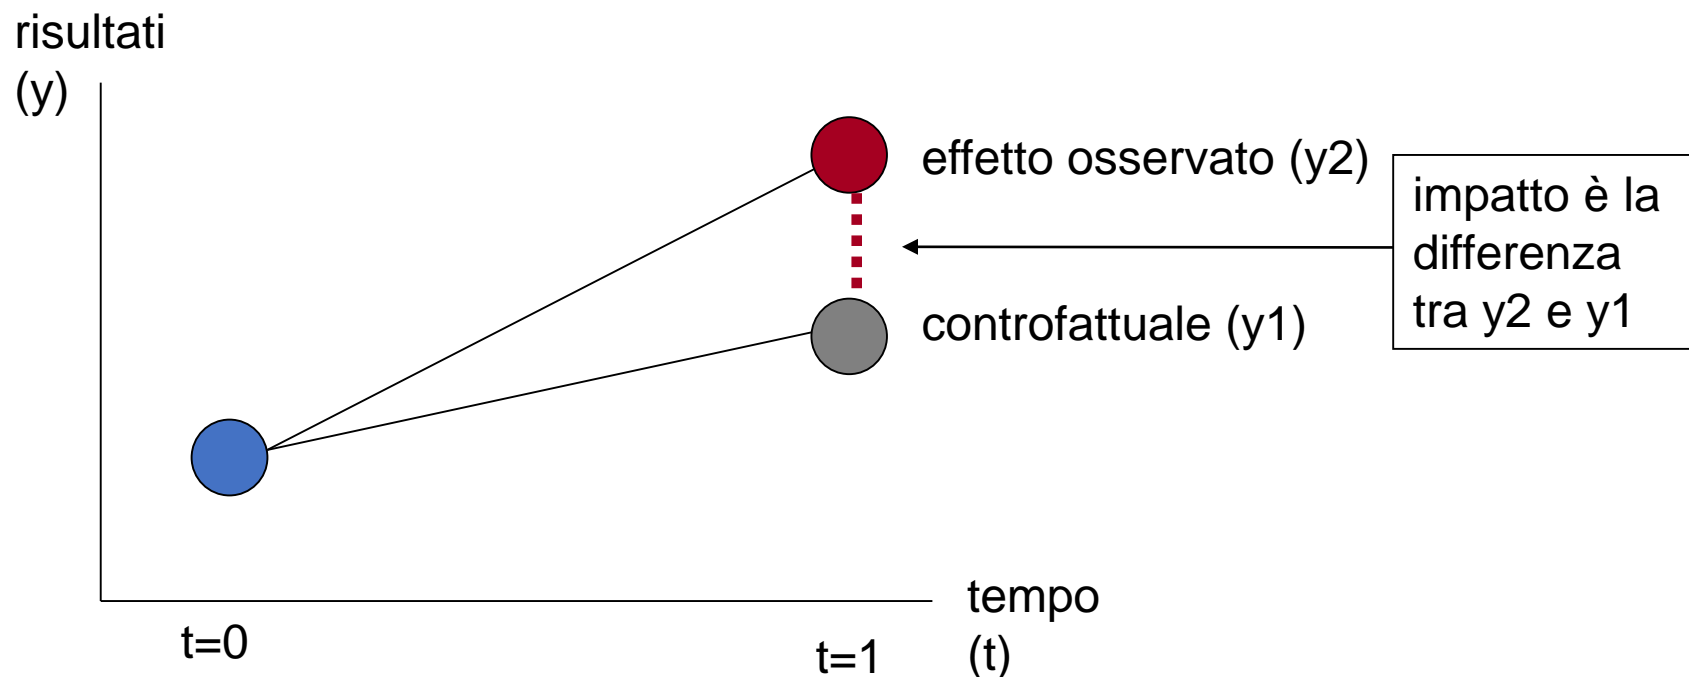 risultati
(y)
effetto osservato (y2)
impatto è la
differenza
tra y2 e y1
controfattuale (y1)
tempo
(t)
t=0
t=1